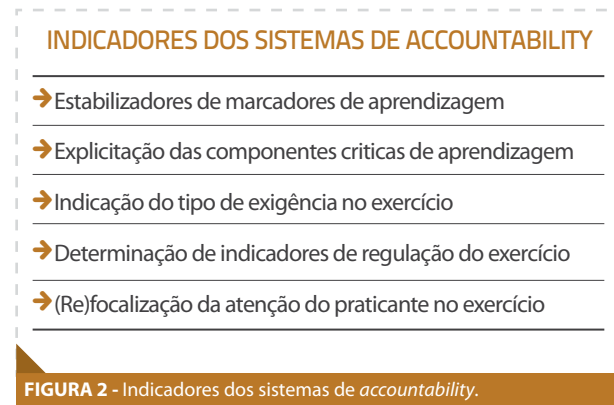 INDICADORES DOS SISTEMAS DE ACCOUNTABILITY
→Estabilizadores de marcadores de aprendizagem
→Explicitação das componentes criticas de aprendizagem
→Indicação do tipo de exigência no exercício
→Determinação de indicadores de regulação do exercício
→(Re)focalização da atenção do praticante no exercício
FIGURA 2 - Indicadores dos sistemas de accountability.